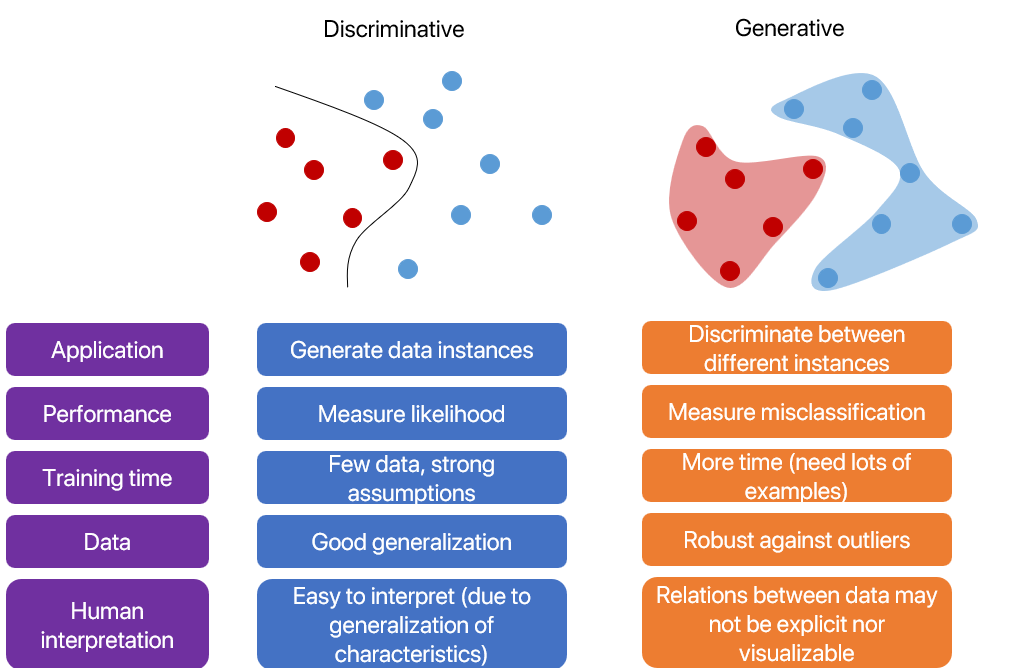 Discriminative
Generative
Application
Generate data instances
Discriminate between
different instances
Performance
Measure likelihood
Measure misclassification
Training time
Few data, strong
assumptions
More time (need lots of
examples)
Data
Good generalization
Robust against outliers
Human
interpretation
Easy to interpret (due to
generalization of
characteristics)
Relations between data may
not be explicit nor
visualizable